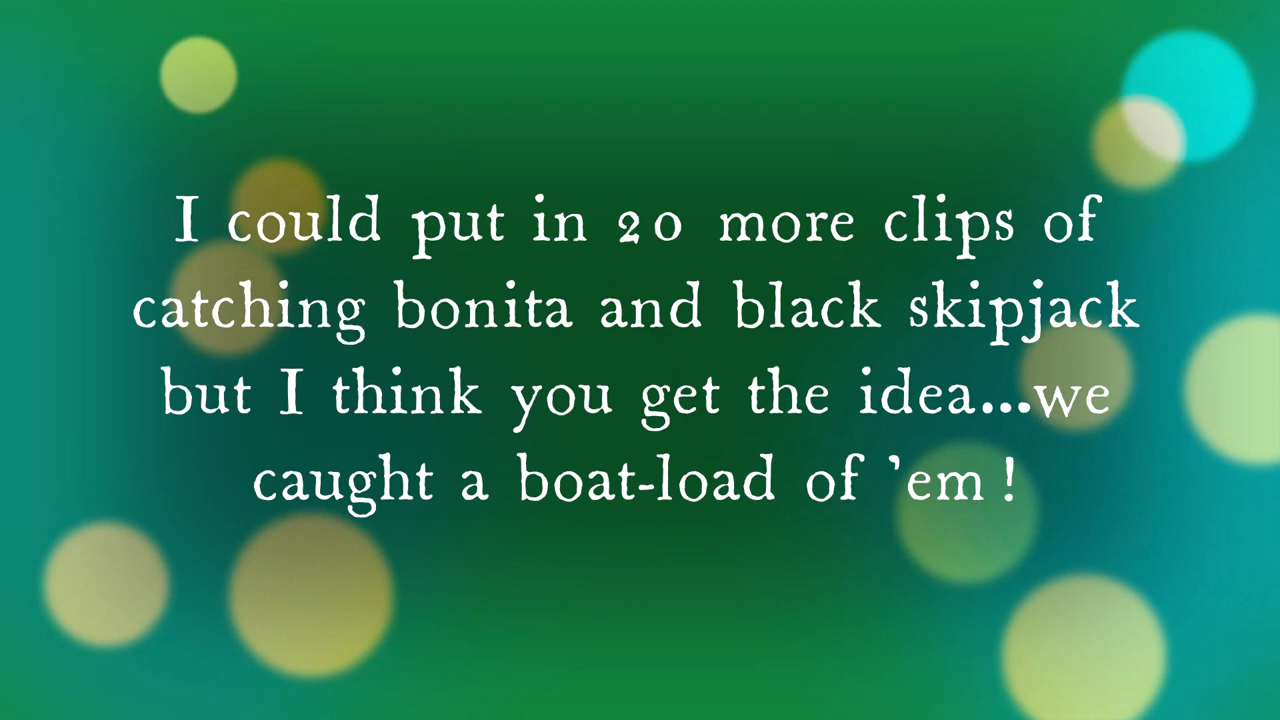 I could put in 20 more clips of
catching bonita and black skipjack
but I think you get the idea...we
caught a boat-load of 'em !